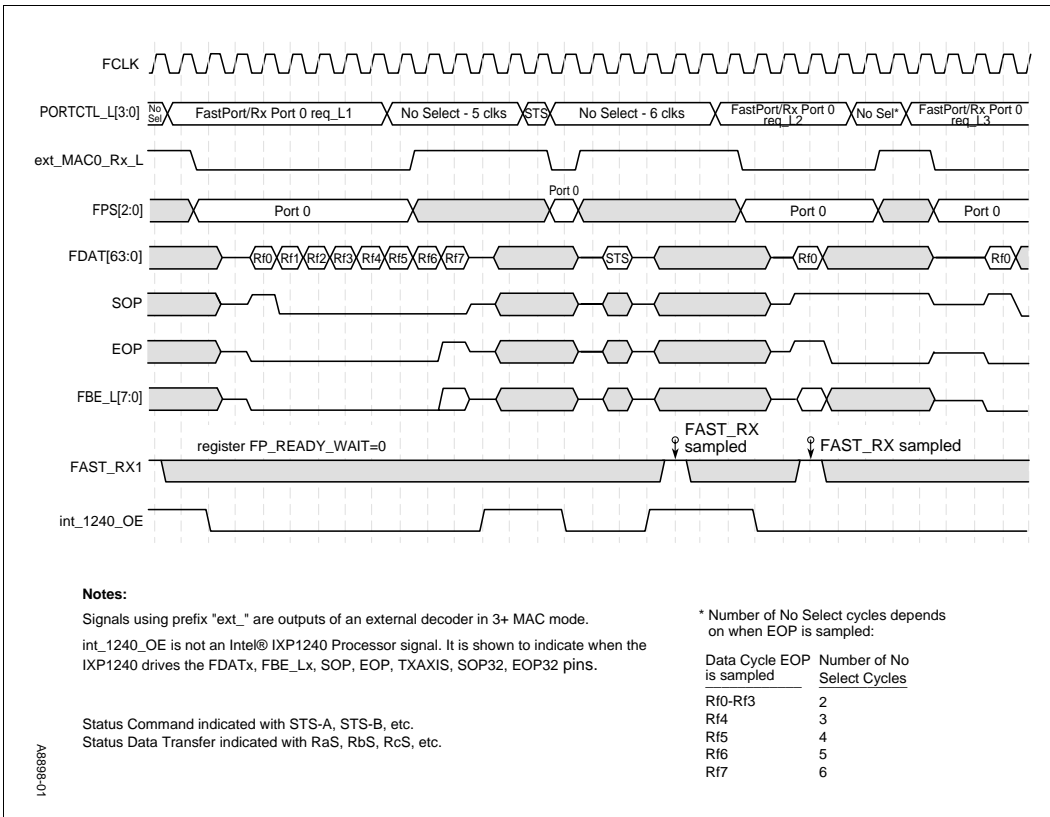 FCLK
PORTCTL_L[3:0]
No Sel
FastPort/Rx Port 0 req_L1
No Select - 5 clks
STS
No Select - 6 clks
FastPort/Rx Port 0 req_L2
No Sel*
FastPort/Rx Port 0 req_L3
ext_MAC0_Rx_L
FPS[2:0]
Port 0
Port 0
Port 0
Port 0
FDAT[63:0]
Rf0 Rf1 Rf2 Rf3 Rf4 Rf5 Rf6 Rf7
STS
Rf0
Rf0
SOP
EOP
FBE_L[7:0]
register FP_READY_WAIT=0
FAST_RX sampled
FAST_RX sampled
FAST_RX1
int_1240_OE
Notes:
Signals using prefix "ext_" are outputs of an external decoder in 3+ MAC mode.
int_1240_OE is not an Intel® IXP1240 Processor signal. It is shown to indicate when the
IXP1240 drives the FDATx, FBE_Lx, SOP, EOP, TXAXIS, SOP32, EOP32 pins.
Status Command indicated with STS-A, STS-B, etc.
Status Data Transfer indicated with RaS, RbS, RcS, etc.
* Number of No Select cycles depends
on when EOP is sampled:
Data Cycle EOP is sampled
Number of No Select Cycles
Rf0-Rf3 2
Rf4 3
Rf5 4
Rf6 5
Rf7 6
A8898-01